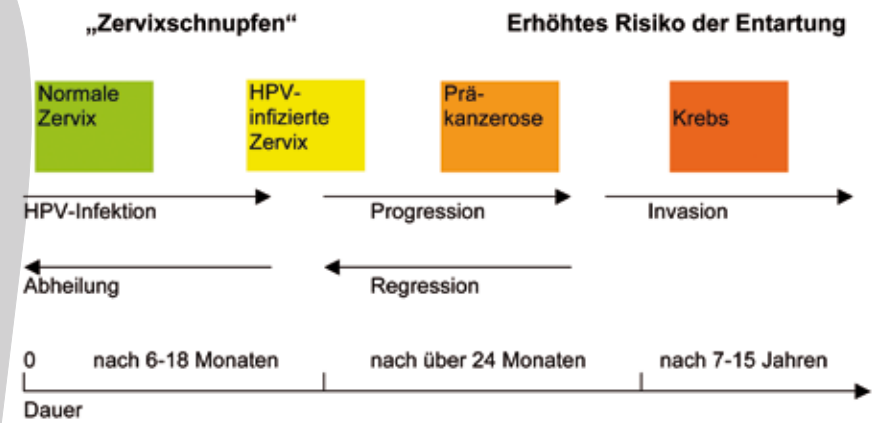 „Zervixschnupfen“
Erhöhtes Risiko der Entartung
Normale
Zervix
HPV-
infizierte
Zervix
Prä-
kanzerose
Krebs
HPV-Infektion
Progression
Invasion
Abheilung
Regression
0
nach 6-18 Monaten
nach über 24 Monaten
nach 7-15 Jahren
Dauer